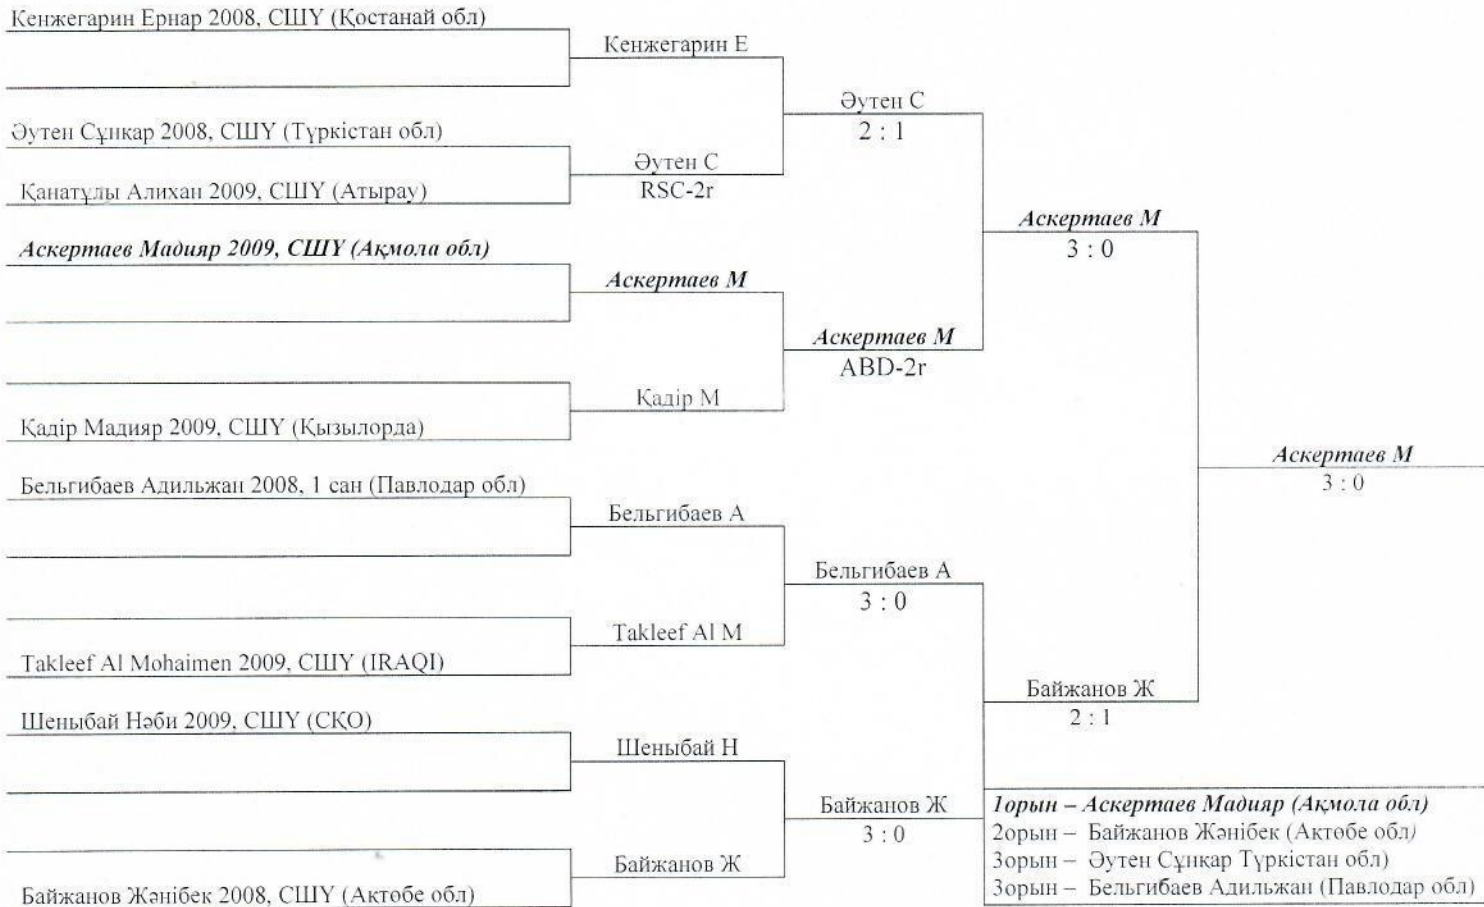 Кенжегарин Ернар 2008, СШҮ (Қостанай обл)
Кенжегарин Е
Әутен С
2 : 1
Әутен Сұнқар 2008, СШҮ (Түркістан обл)
Әутен С
RSC-2r
Қанатұлы Алихан 2009, СШҮ (Атырау)
Аскертаев М
3 : 0
Аскертаев Мадияр 2009, СШҮ (Ақмола обл)
Аскертаев М
Аскертаев М
ABD-2r
Қадір М
Қадір Мадияр 2009, СШҮ (Қызылорда)
Аскертаев М
3 : 0
Бельгибаев Адильжан 2008, 1 сан (Павлодар обл)
Бельгибаев А
Бельгибаев А
3 : 0
Takleef Al M
Takleef Al Mohaimen 2009, СШҮ (IRAQI)
Байжанов Ж
2 : 1
Шеныбай Нәби 2009, СШҮ (СҚО)
Шеныбай Н
Байжанов Ж
3 : 0
Байжанов Ж
Байжанов Жәнібек 2008, СШҮ (Ақтөбе обл)
1орын – Аскертаев Мадияр (Ақмола обл)
2орын – Байжанов Жәнібек (Ақтөбе обл)
3орын – Әутен Сұнқар Түркістан обл)
3орын – Бельгибаев Адильжан (Павлодар обл)